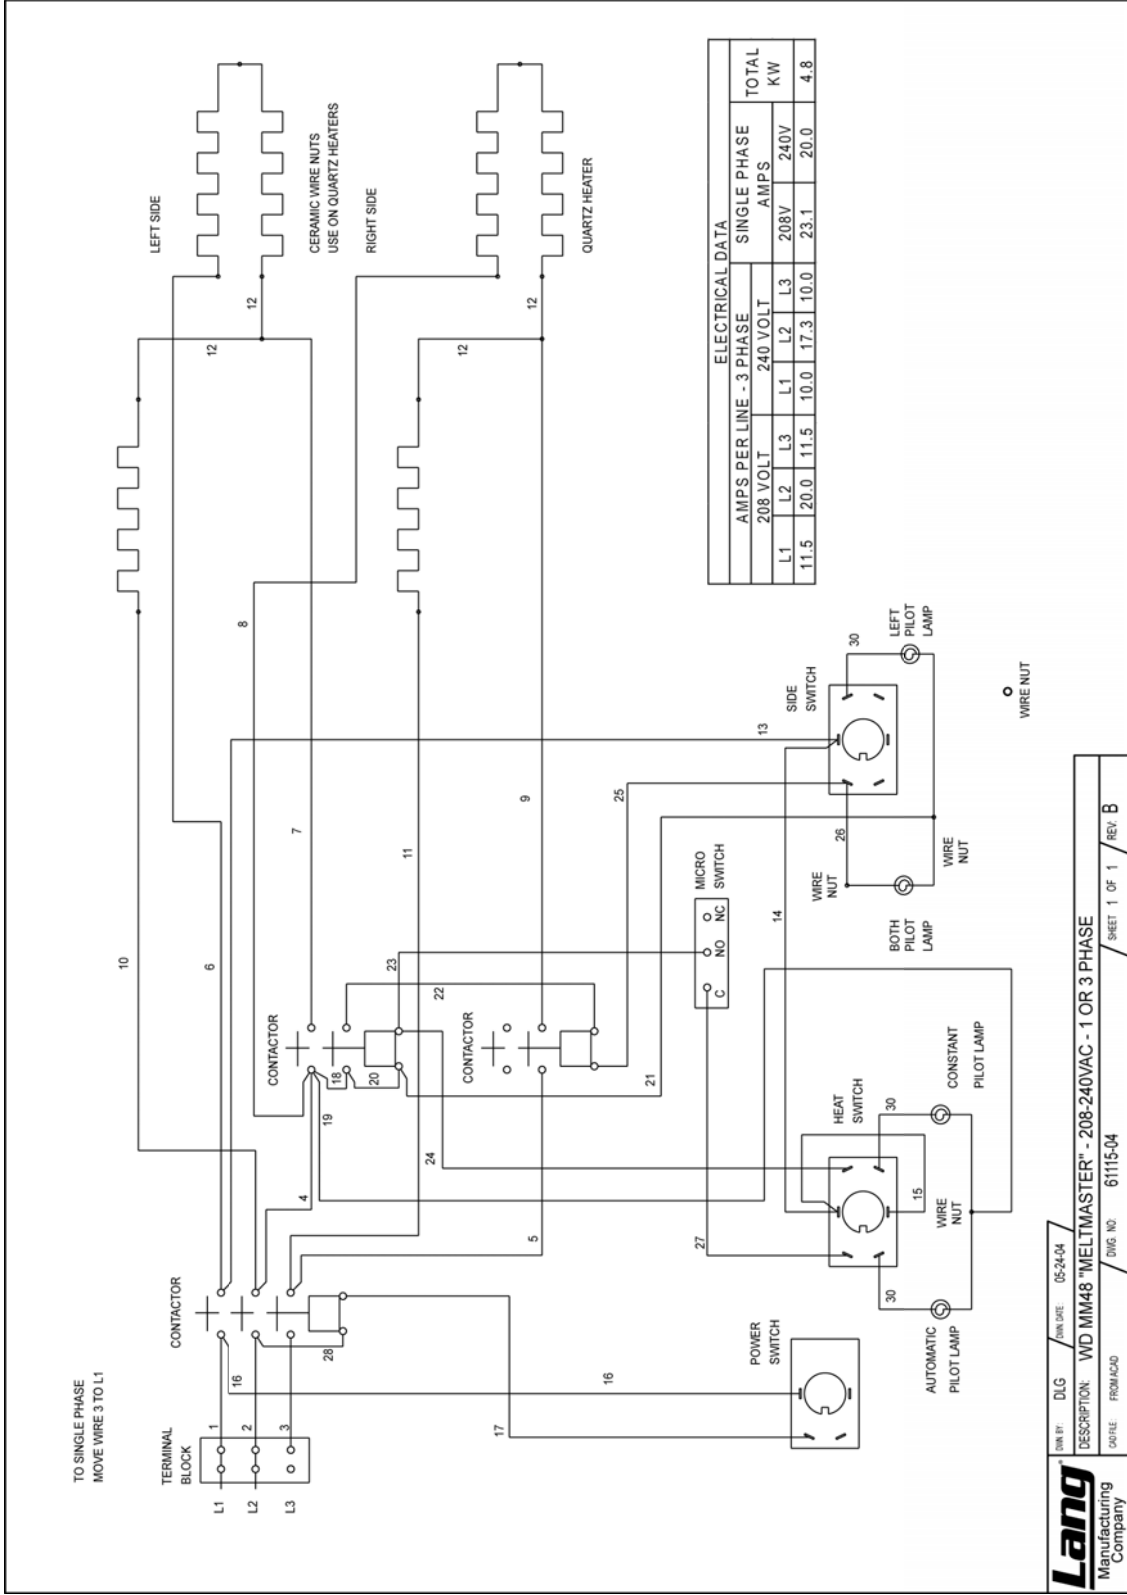 TO SINGLE PHASE
MOVE WIRE 3 TO L1
TERMINAL
BLOCK
L1
L2
L3
1
2
3
16
28
CONTACTOR
17
16
POWER
SWITCH
4
5
6
10
19
18
20
CONTACTOR
24
23
22
CONTACTOR
21
11
7
8
9
25
13
14
27
MICRO
SWITCH
C
NO
NC
HEAT
SWITCH
15
30
30
AUTOMATIC
PILOT LAMP
WIRE
NUT
CONSTANT
PILOT LAMP
SIDE
SWITCH
26
30
WIRE
NUT
BOTH
PILOT
LAMP
WIRE
NUT
LEFT
PILOT
LAMP
WIRE NUT
12
12
LEFT SIDE
CERAMIC WIRE NUTS
USE ON QUARTZ HEATERS
RIGHT SIDE
12
12
QUARTZ HEATER
ELECTRICAL DATA
AMPS PER LINE - 3 PHASE
SINGLE PHASE
AMPS
TOTAL
KW
208 VOLT
240 VOLT
L1 L2 L3 L1 L2 L3 208V 240V
11.5 20.0 11.5 10.0 17.3 10.0 23.1 20.0 4.8
Lang®
Manufacturing
Company
DWN. BY: DLG DWN. DATE: 05-24-04
DESCRIPTION: WD MM48 "MELTMASTER" - 208-240VAC - 1 OR 3 PHASE
CAD FILE: FROM ACAD DWG. NO: 61115-04 SHEET 1 OF 1 REV: B